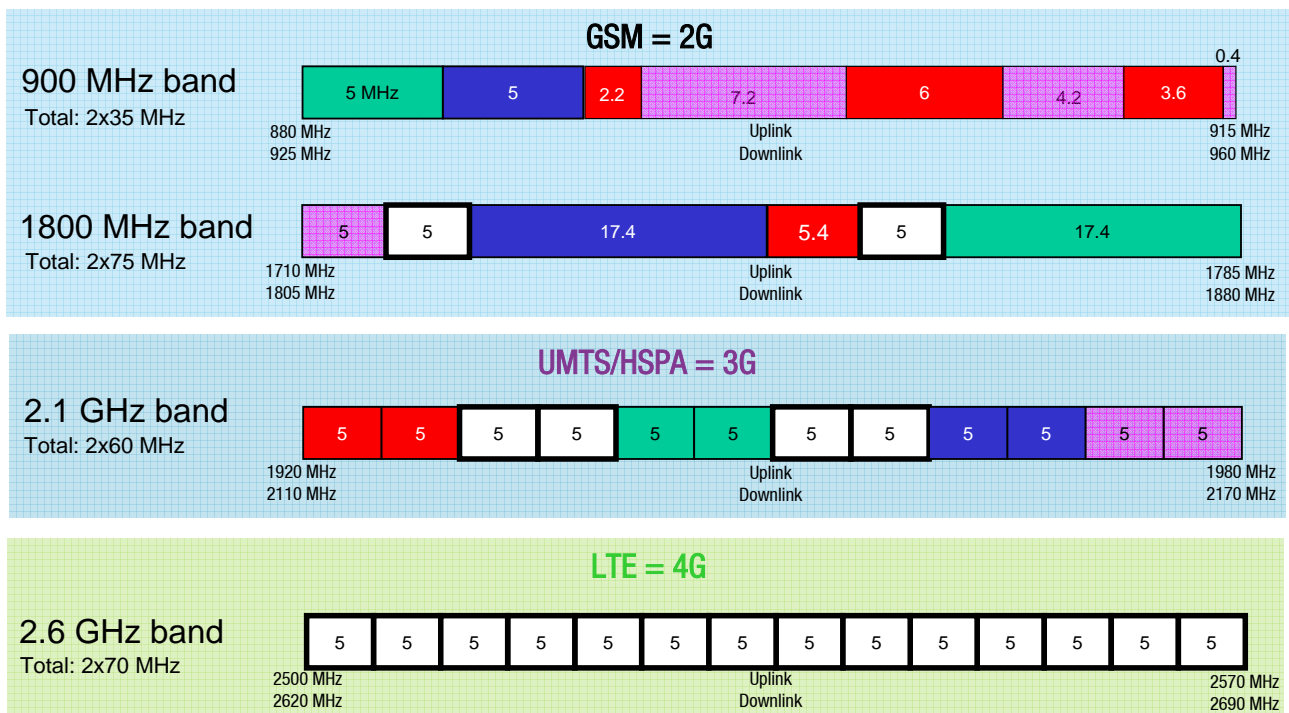 GSM = 2G
0.4
900 MHz band
Total: 2x35 MHz
5 MHz 5 2.2 7.2 6 4.2 3.6
880 MHz Uplink 915 MHz
925 MHz Downlink 960 MHz
1800 MHz band
Total: 2x75 MHz
5 5 17.4 5.4 5 17.4
1710 MHz Uplink 1785 MHz
1805 MHz Downlink 1880 MHz
UMTS/HSPA = 3G
2.1 GHz band
Total: 2x60 MHz
5 5 5 5 5 5 5 5 5 5 5 5
1920 MHz Uplink 1980 MHz
2110 MHz Downlink 2170 MHz
LTE = 4G
2.6 GHz band
Total: 2x70 MHz
5 5 5 5 5 5 5 5 5 5 5 5 5 5
2500 MHz Uplink 2570 MHz
2620 MHz Downlink 2690 MHz